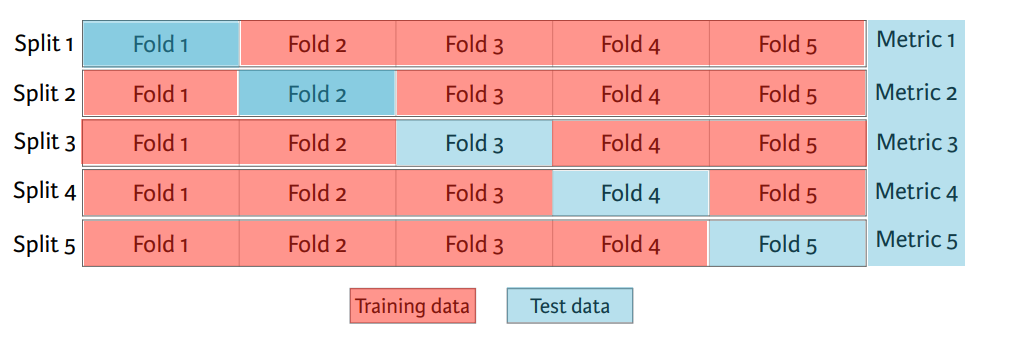 Split 1 Fold 1 Fold 2 Fold 3 Fold 4 Fold 5 Metric 1
Split 2 Fold 1 Fold 2 Fold 3 Fold 4 Fold 5 Metric 2
Split 3 Fold 1 Fold 2 Fold 3 Fold 4 Fold 5 Metric 3
Split 4 Fold 1 Fold 2 Fold 3 Fold 4 Fold 5 Metric 4
Split 5 Fold 1 Fold 2 Fold 3 Fold 4 Fold 5 Metric 5
Training data Test data